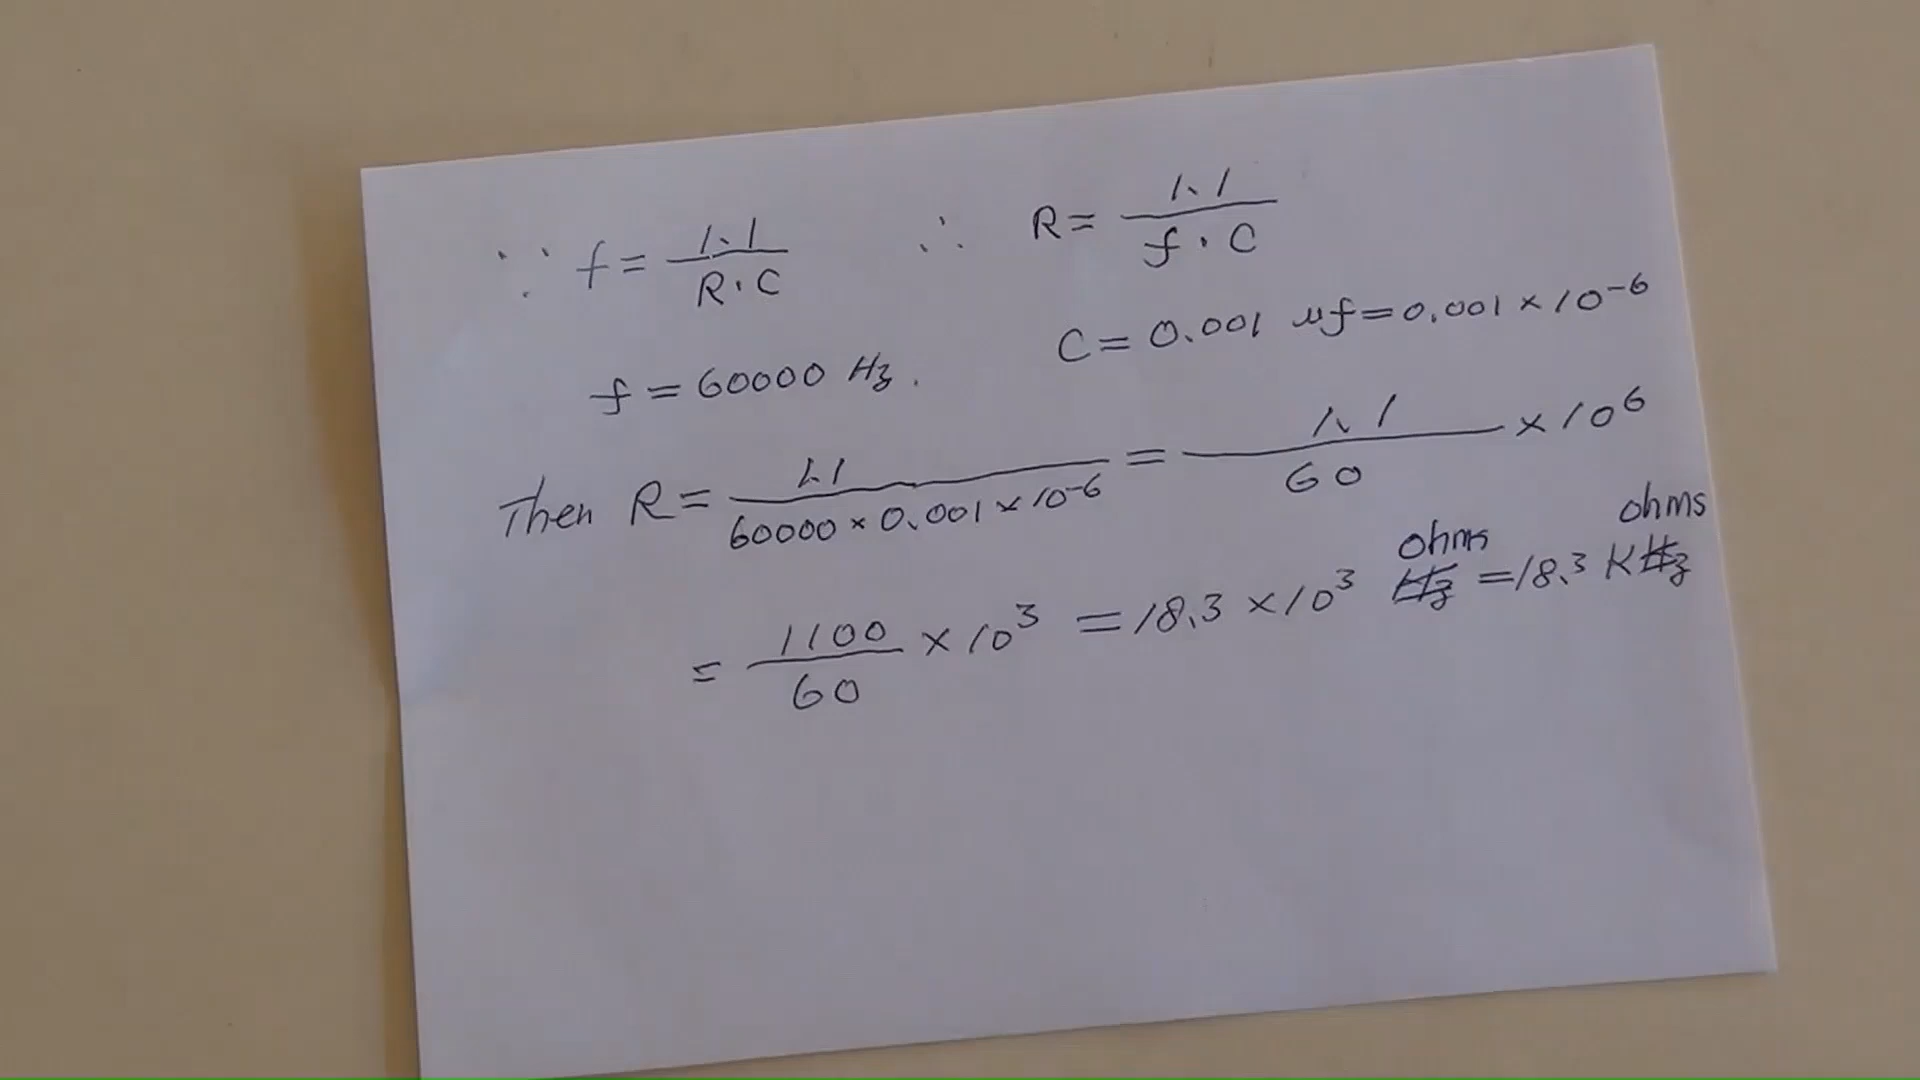 ∵ f = 1.1 / R·C ∴ R = 1.1 / f·C
f = 60000 Hz. C = 0.001 µf = 0.001 × 10⁻⁶
Then R = 1.1 / 60000 × 0.001 × 10⁻⁶ = 1.1 / 60 × 10⁶
ohms ohms
= 1100 / 60 × 10³ = 18.3 × 10³ Hz = 18.3 K Hz